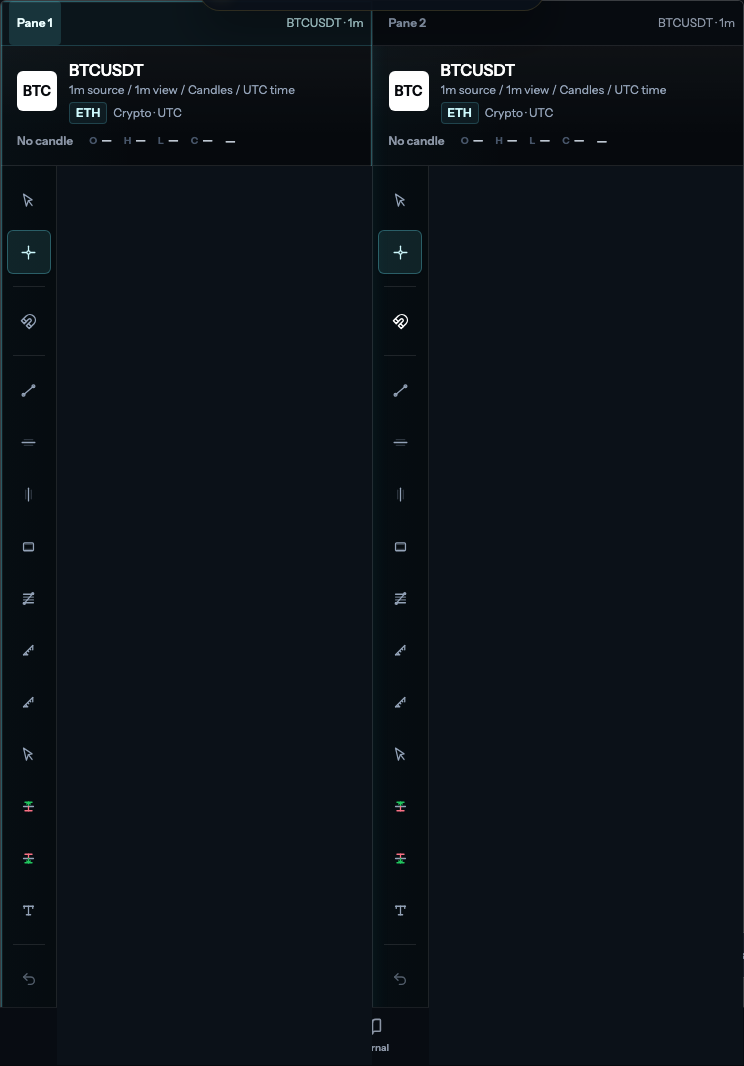 Pane 1
BTCUSDT · 1m
BTC
BTCUSDT
1m source / 1m view / Candles / UTC time
ETH Crypto · UTC
No candle O — H — L — C — —
Pane 2
BTCUSDT · 1m
BTC
BTCUSDT
1m source / 1m view / Candles / UTC time
ETH Crypto · UTC
No candle O — H — L — C — —
rnal